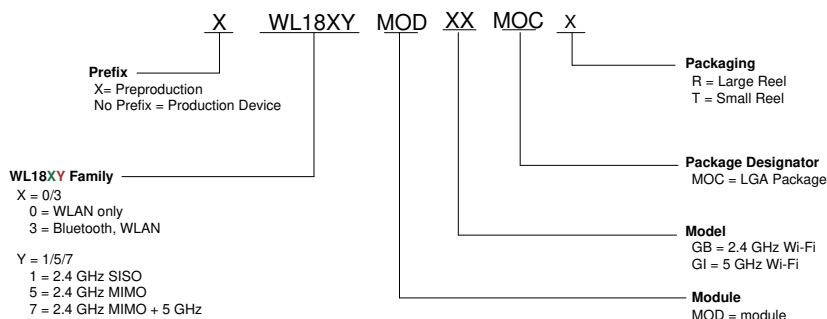 X WL18XY MOD XX MOC X
Prefix
X= Preproduction
No Prefix = Production Device
WL18XY Family
X = 0/3
0 = WLAN only
3 = Bluetooth, WLAN
Y = 1/5/7
1 = 2.4 GHz SISO
5 = 2.4 GHz MIMO
7 = 2.4 GHz MIMO + 5 GHz
Packaging
R = Large Reel
T = Small Reel
Package Designator
MOC = LGA Package
Model
GB = 2.4 GHz Wi-Fi
GI = 5 GHz Wi-Fi
Module
MOD = module